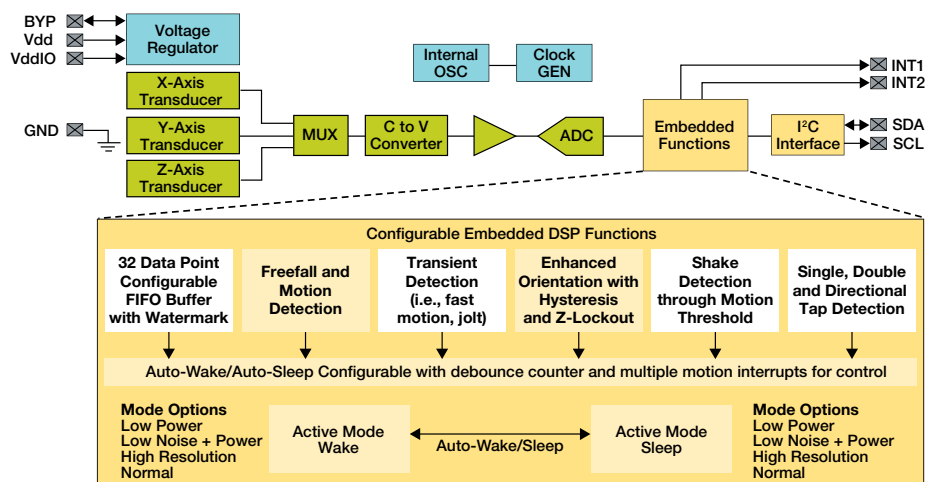 BYP
Vdd
VddIO
Voltage
Regulator
Internal
OSC
Clock
GEN
INT1
INT2
X-Axis
Transducer
GND
Y-Axis
Transducer
Z-Axis
Transducer
MUX
C to V
Converter
ADC
Embedded
Functions
I²C
Interface
SDA
SCL
Configurable Embedded DSP Functions
32 Data Point
Configurable
FIFO Buffer
with Watermark
Freefall and
Motion
Detection
Transient
Detection
(i.e., fast
motion, jolt)
Enhanced
Orientation with
Hysteresis
and Z-Lockout
Shake
Detection
through Motion
Threshold
Single, Double
and Directional
Tap Detection
Auto-Wake/Auto-Sleep Configurable with debounce counter and multiple motion interrupts for control
Mode Options
Low Power
Low Noise + Power
High Resolution
Normal
Active Mode
Wake
Auto-Wake/Sleep
Active Mode
Sleep
Mode Options
Low Power
Low Noise + Power
High Resolution
Normal